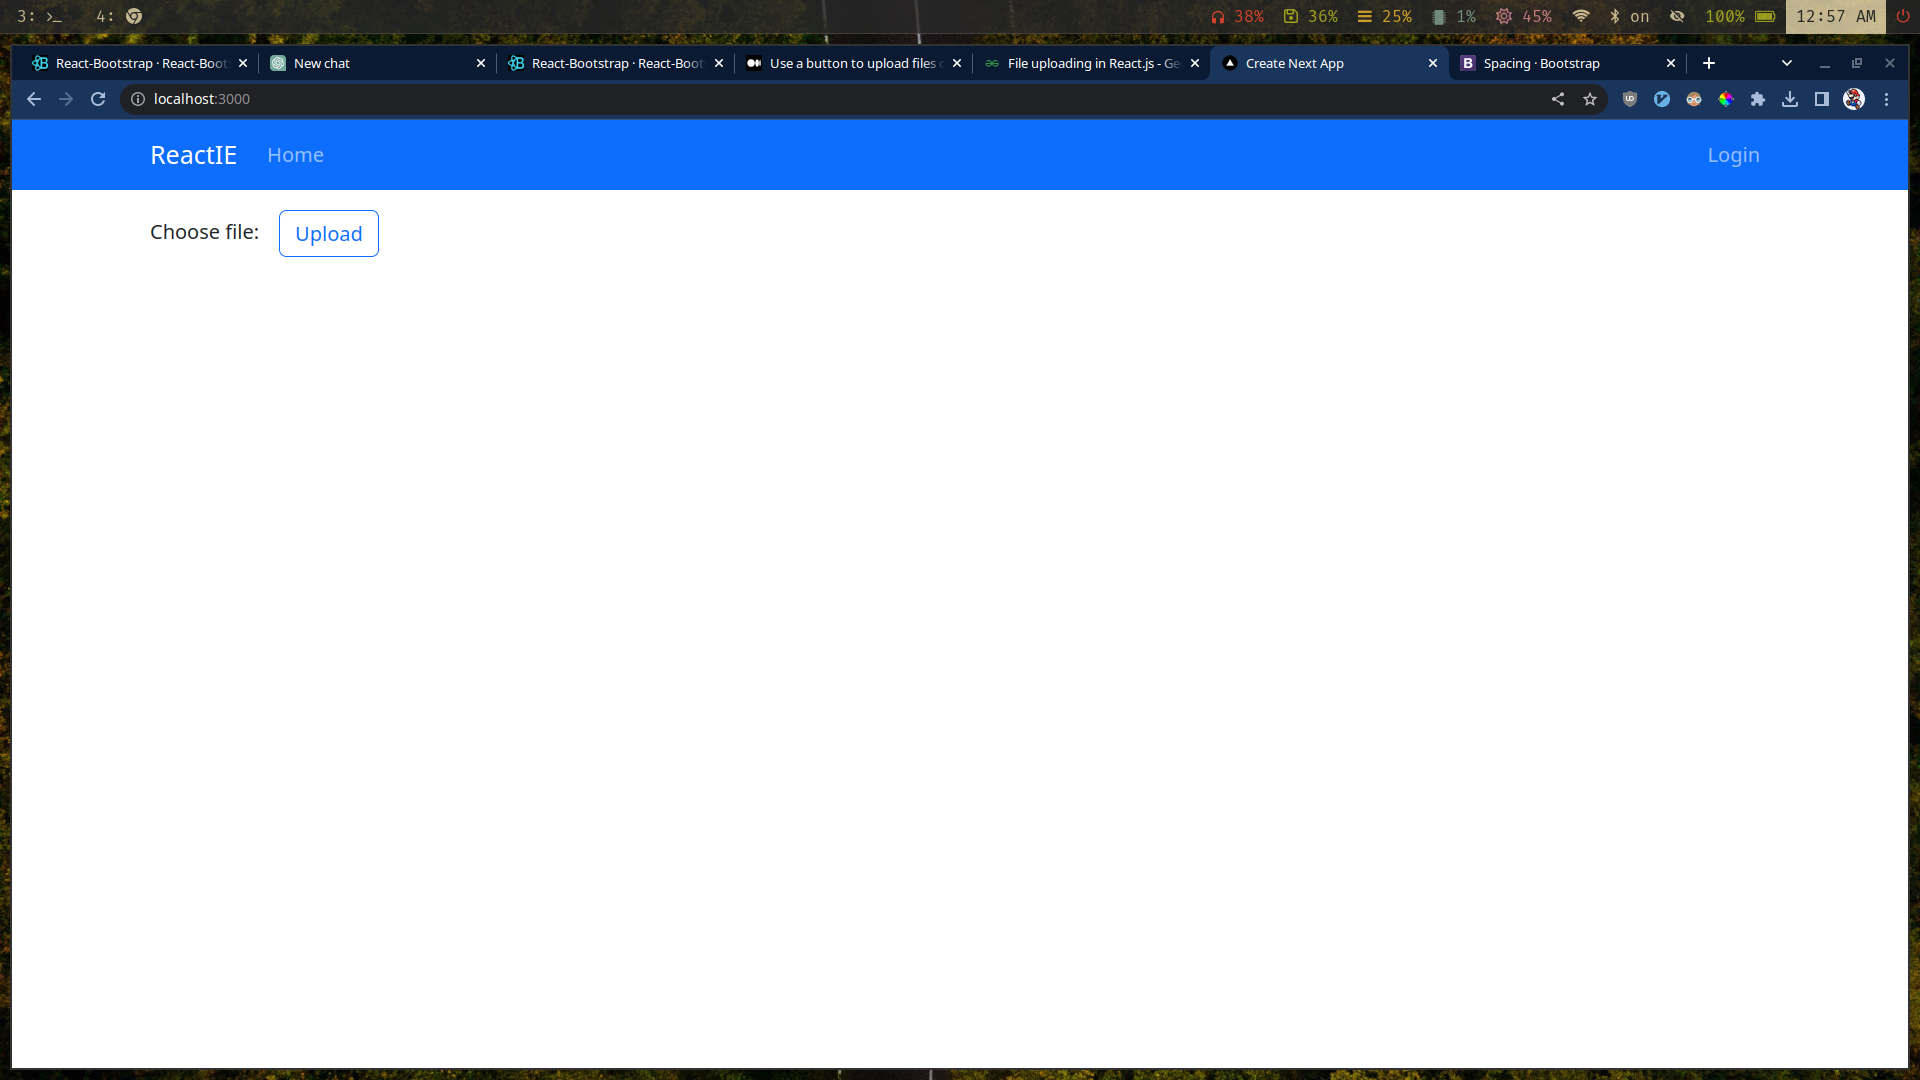 3: 4: 38% 36% 25% 1% 45% on 100% 12:57 AM
React-Bootstrap · React-Boot New chat React-Bootstrap · React-Boot Use a button to upload files File uploading in React.js - Ge Create Next App B Spacing · Bootstrap
localhost:3000
ReactIE Home Login
Choose file: Upload